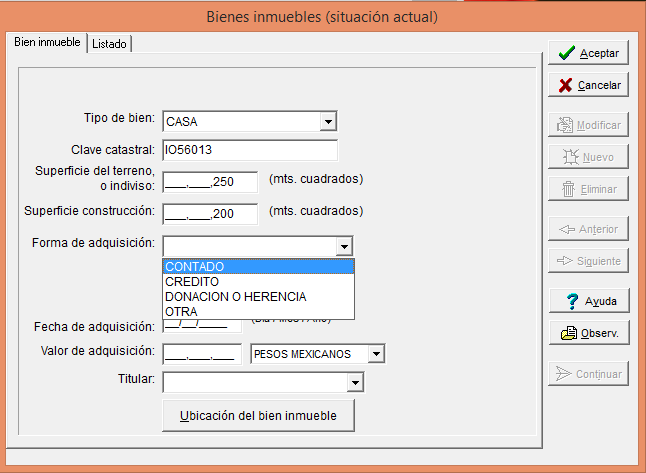 Bienes inmuebles (situación actual)
Bien inmueble
Listado
Aceptar
Cancelar
Modificar
Nuevo
Eliminar
Anterior
Siguiente
Ayuda
Observ.
Continuar
Tipo de bien: CASA
Clave catastral: IO56013
Superficie del terreno,
o indiviso: ___,___,250 (mts. cuadrados)
Superficie construcción: ___,___,200 (mts. cuadrados)
Forma de adquisición:
CONTADO
CREDITO
DONACION O HERENCIA
OTRA
Fecha de adquisición: __/__/____
Valor de adquisición: ___,___,___ PESOS MEXICANOS
Titular:
Ubicación del bien inmueble